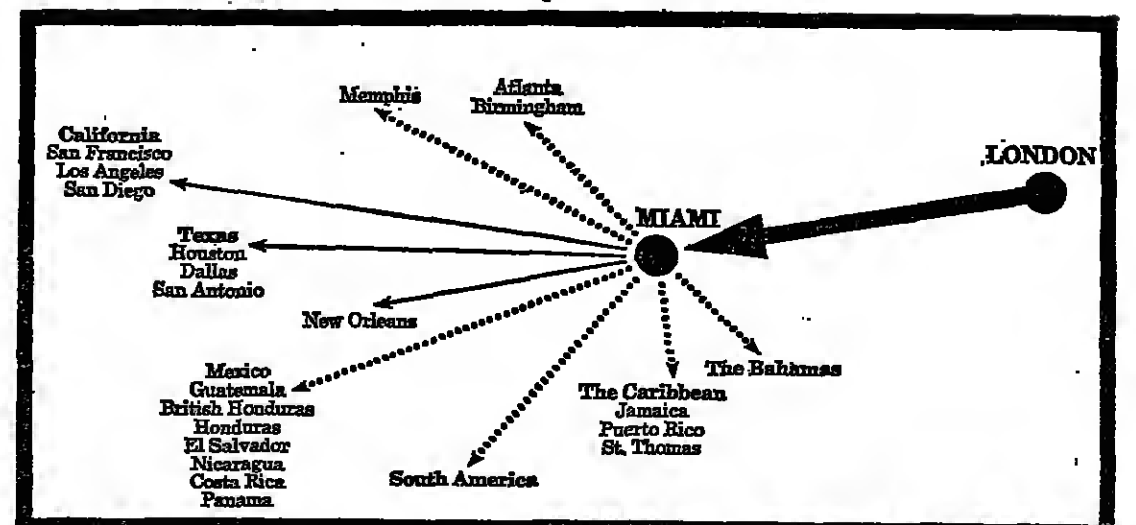 Memphis
Atlanta
Birmingham
California
San Francisco
Los Angeles
San Diego
LONDON
MIAMI
Texas
Houston
Dallas
San Antonio
New Orleans
Mexico
Guatemala
British Honduras
Honduras
El Salvador
Nicaragua
Costa Rica
Panama
South America
The Caribbean
Jamaica
Puerto Rico
St. Thomas
The Bahamas